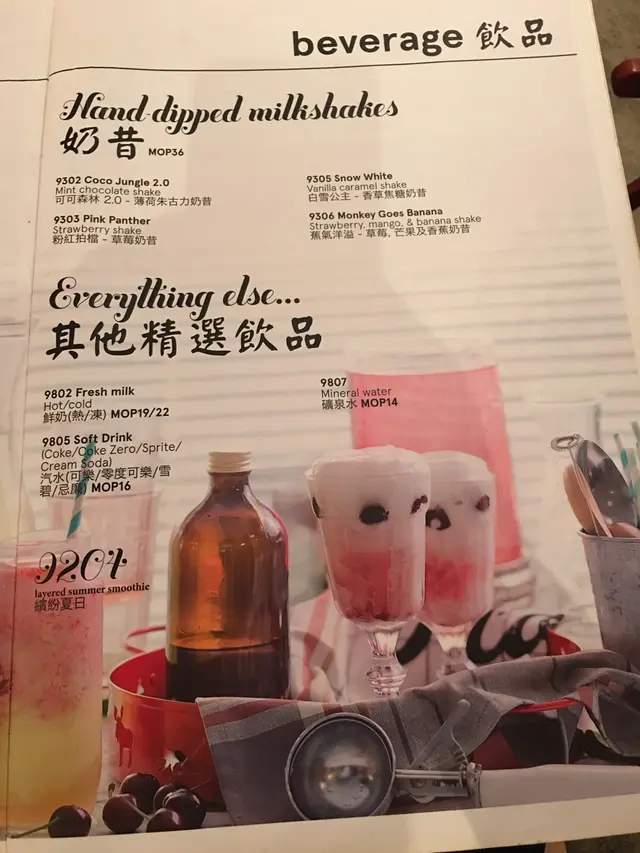 beverage 飲品
Hand-dipped milkshakes
奶昔 MOP36
9302 Coco Jungle 2.0
Mint chocolate shake
可可森林 2.0 - 薄荷朱古力奶昔
9303 Pink Panther
Strawberry shake
粉紅拍檔 - 草莓奶昔
9305 Snow White
Vanilla caramel shake
白雪公主 - 香草焦糖奶昔
9306 Monkey Goes Banana
Strawberry, mango, & banana shake
蕉氣洋溢 - 草莓, 芒果及香蕉奶昔
Everything else...
其他精選飲品
9802 Fresh milk
Hot/cold
鮮奶(熱/凍) MOP19/22
9805 Soft Drink
(Coke/Coke Zero/Sprite/
Cream Soda)
汽水(可樂/零度可樂/雪
碧/忌廉) MOP16
9807
Mineral water
礦泉水 MOP14
9204
layered summer smoothie
繽紛夏日